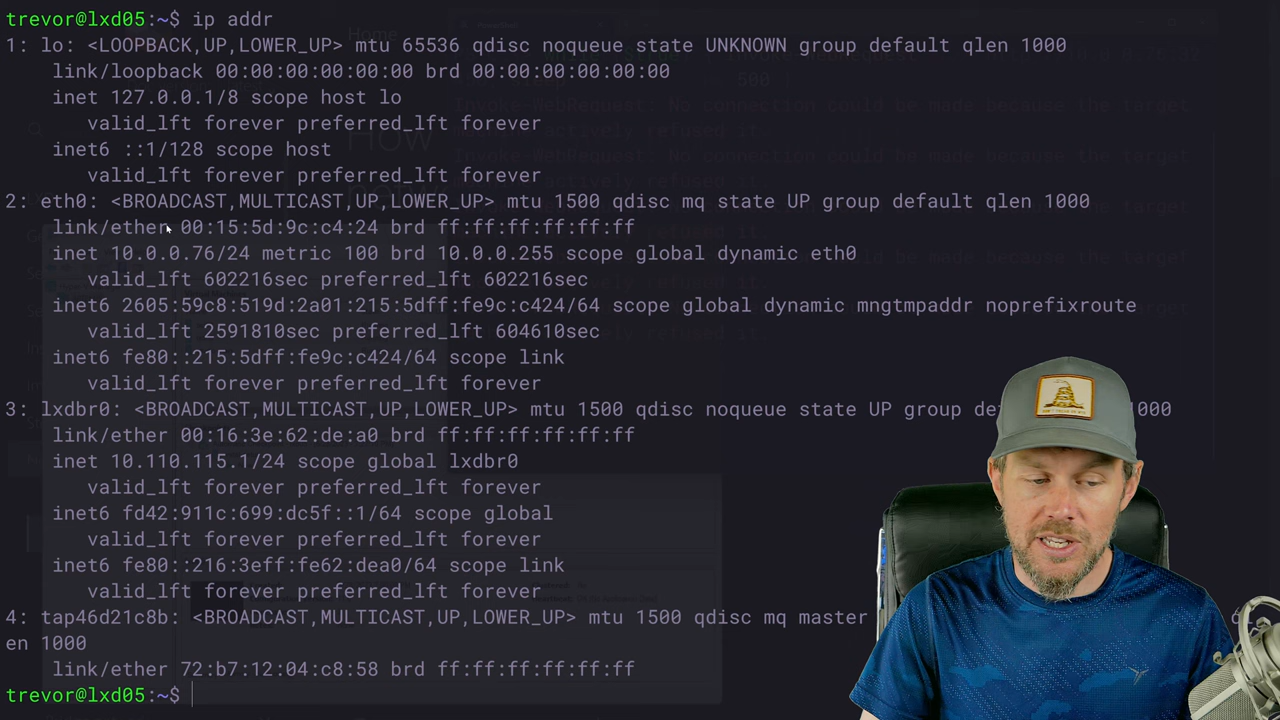 trevor@lxd05:~$ ip addr
1: lo: <LOOPBACK,UP,LOWER_UP> mtu 65536 qdisc noqueue state UNKNOWN group default qlen 1000
link/loopback 00:00:00:00:00:00 brd 00:00:00:00:00:00
inet 127.0.0.1/8 scope host lo
valid_lft forever preferred_lft forever
inet6 ::1/128 scope host
valid_lft forever preferred_lft forever
2: eth0: <BROADCAST,MULTICAST,UP,LOWER_UP> mtu 1500 qdisc mq state UP group default qlen 1000
link/ether 00:15:5d:9c:c4:24 brd ff:ff:ff:ff:ff:ff
inet 10.0.0.76/24 metric 100 brd 10.0.0.255 scope global dynamic eth0
valid_lft 602216sec preferred_lft 602216sec
inet6 2605:59c8:519d:2a01:215:5dff:fe9c:c424/64 scope global dynamic mngtmpaddr noprefixroute
valid_lft 2591810sec preferred_lft 604610sec
inet6 fe80::215:5dff:fe9c:c424/64 scope link
valid_lft forever preferred_lft forever
3: lxdbr0: <BROADCAST,MULTICAST,UP,LOWER_UP> mtu 1500 qdisc noqueue state UP group de 1000
link/ether 00:16:3e:62:de:a0 brd ff:ff:ff:ff:ff:ff
inet 10.110.115.1/24 scope global lxdbr0
valid_lft forever preferred_lft forever
inet6 fd42:911c:699:dc5f::1/64 scope global
valid_lft forever preferred_lft forever
inet6 fe80::216:3eff:fe62:dea0/64 scope link
valid_lft forever preferred_lft forever
4: tap46d21c8b: <BROADCAST,MULTICAST,UP,LOWER_UP> mtu 1500 qdisc mq master
en 1000
link/ether 72:b7:12:04:c8:58 brd ff:ff:ff:ff:ff:ff
trevor@lxd05:~$